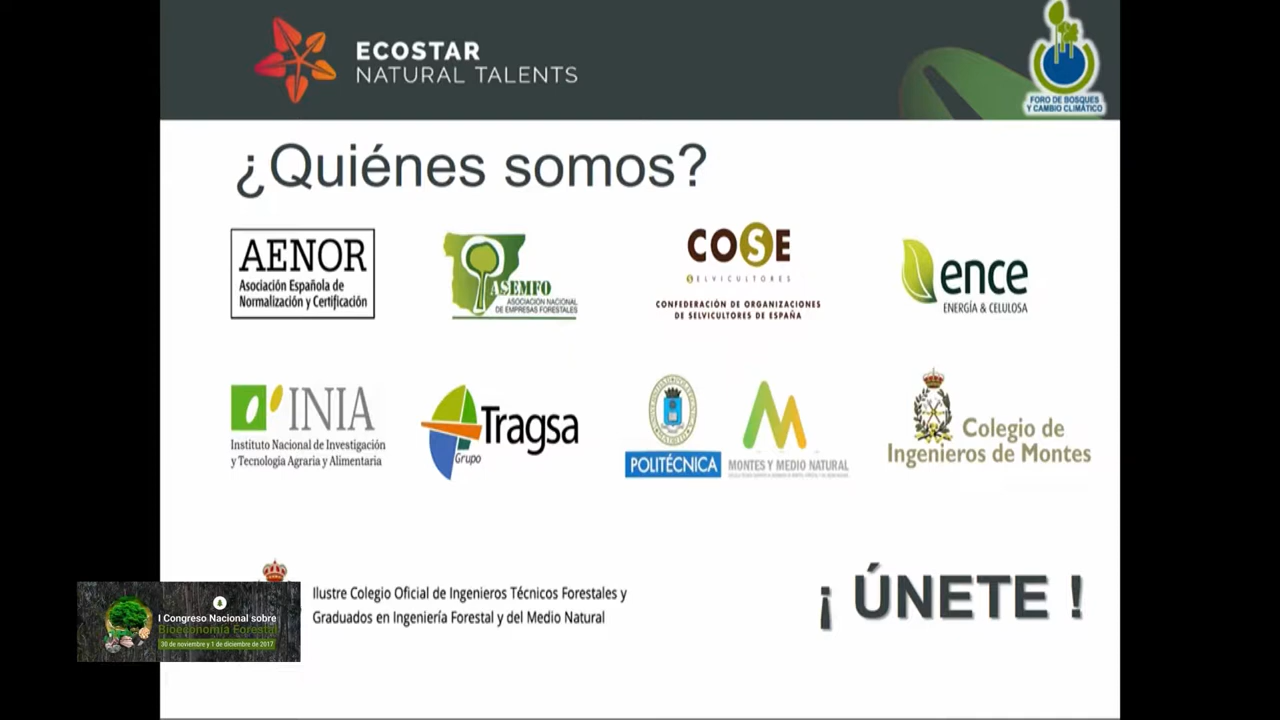 ECOSTAR
NATURAL TALENTS
FORO DE BOSQUES
Y CAMBIO CLIMÁTICO
¿Quiénes somos?
AENOR
Asociación Española de
Normalización y Certificación
ASEMFO
ASOCIACIÓN NACIONAL
DE EMPRESAS FORESTALES
COSE
SELVICULTORES
CONFEDERACIÓN DE ORGANIZACIONES
DE SELVICULTORES DE ESPAÑA
ence
ENERGÍA & CELULOSA
INIA
Instituto Nacional de Investigación
y Tecnología Agraria y Alimentaria
Tragsa
Grupo
POLITÉCNICA
MONTES Y MEDIO NATURAL
Colegio de
Ingenieros de Montes
Ilustre Colegio Oficial de Ingenieros Técnicos Forestales y
Graduados en Ingeniería Forestal y del Medio Natural
¡ ÚNETE !
I Congreso Nacional sobre
Bioeconomía Forestal
30 de noviembre y 1 de diciembre de 2017